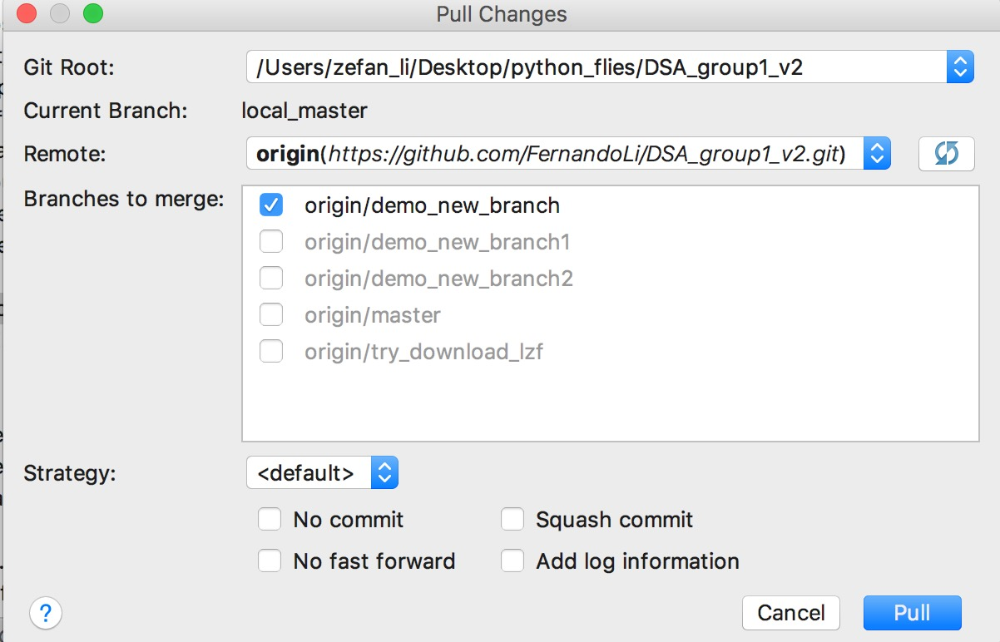 Pull Changes
Git Root: /Users/zefan_li/Desktop/python_flies/DSA_group1_v2
Current Branch: local_master
Remote: origin(https://github.com/FernandoLi/DSA_group1_v2.git)
Branches to merge: origin/demo_new_branch
origin/demo_new_branch1
origin/demo_new_branch2
origin/master
origin/try_download_lzf
Strategy: <default>
No commit Squash commit
No fast forward Add log information
? Cancel Pull